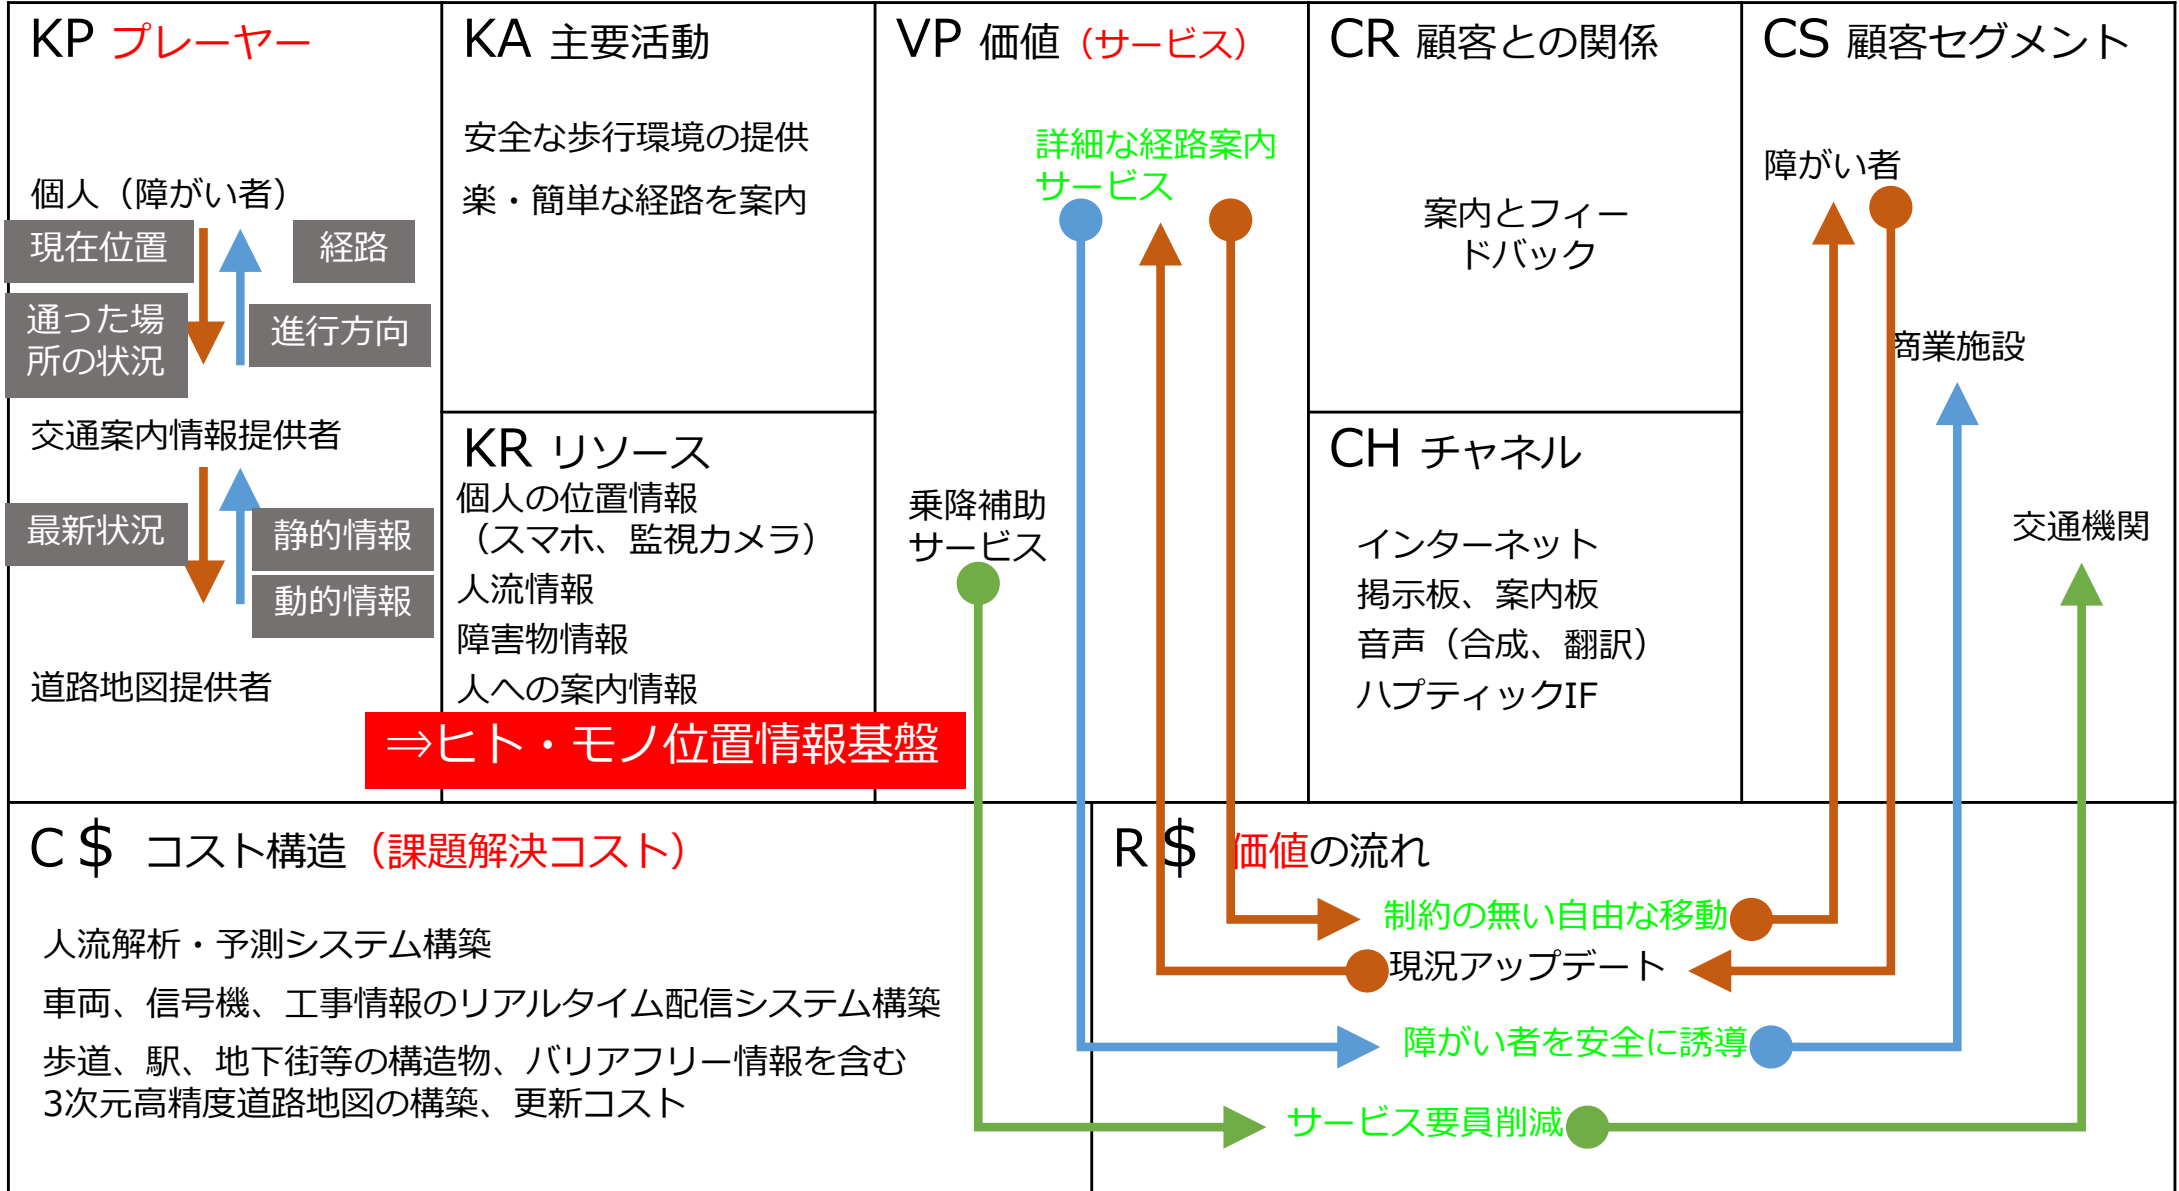 KP プレーヤー
個人（障がい者）
現在位置
経路
通った場
所の状況
進行方向
交通案内情報提供者
最新状況
静的情報
動的情報
道路地図提供者
KA 主要活動
安全な歩行環境の提供
楽・簡単な経路を案内
KR リソース
個人の位置情報
（スマホ、監視カメラ）
人流情報
障害物情報
人への案内情報
⇒ヒト・モノ位置情報基盤
VP 価値（サービス）
詳細な経路案内
サービス
乗降補助
サービス
CR 顧客との関係
案内とフィー
ドバック
CH チャネル
インターネット
掲示板、案内板
音声（合成、翻訳）
ハプティックIF
CS 顧客セグメント
障がい者
商業施設
交通機関
C＄ コスト構造（課題解決コスト）
人流解析・予測システム構築
車両、信号機、工事情報のリアルタイム配信システム構築
歩道、駅、地下街等の構造物、バリアフリー情報を含む
3次元高精度道路地図の構築、更新コスト
R＄ 価値の流れ
制約の無い自由な移動
現況アップデート
障がい者を安全に誘導
サービス要員削減